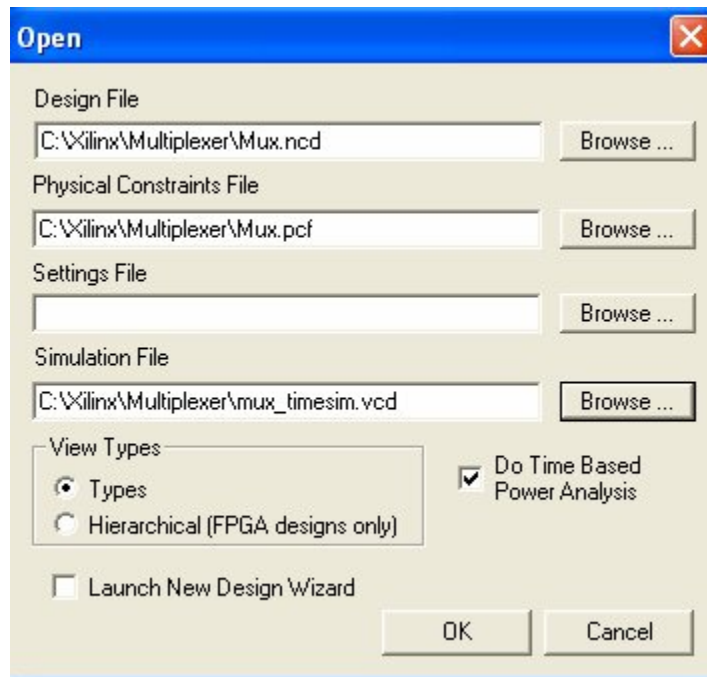 Open
Design File
C:\Xilinx\Multiplexer\Mux.ncd
Browse ...
Physical Constraints File
C:\Xilinx\Multiplexer\Mux.pcf
Browse ...
Settings File
Browse ...
Simulation File
C:\Xilinx\Multiplexer\mux_timesim.vcd
Browse ...
View Types
Types
Hierarchical (FPGA designs only)
Do Time Based
Power Analysis
Launch New Design Wizard
OK
Cancel